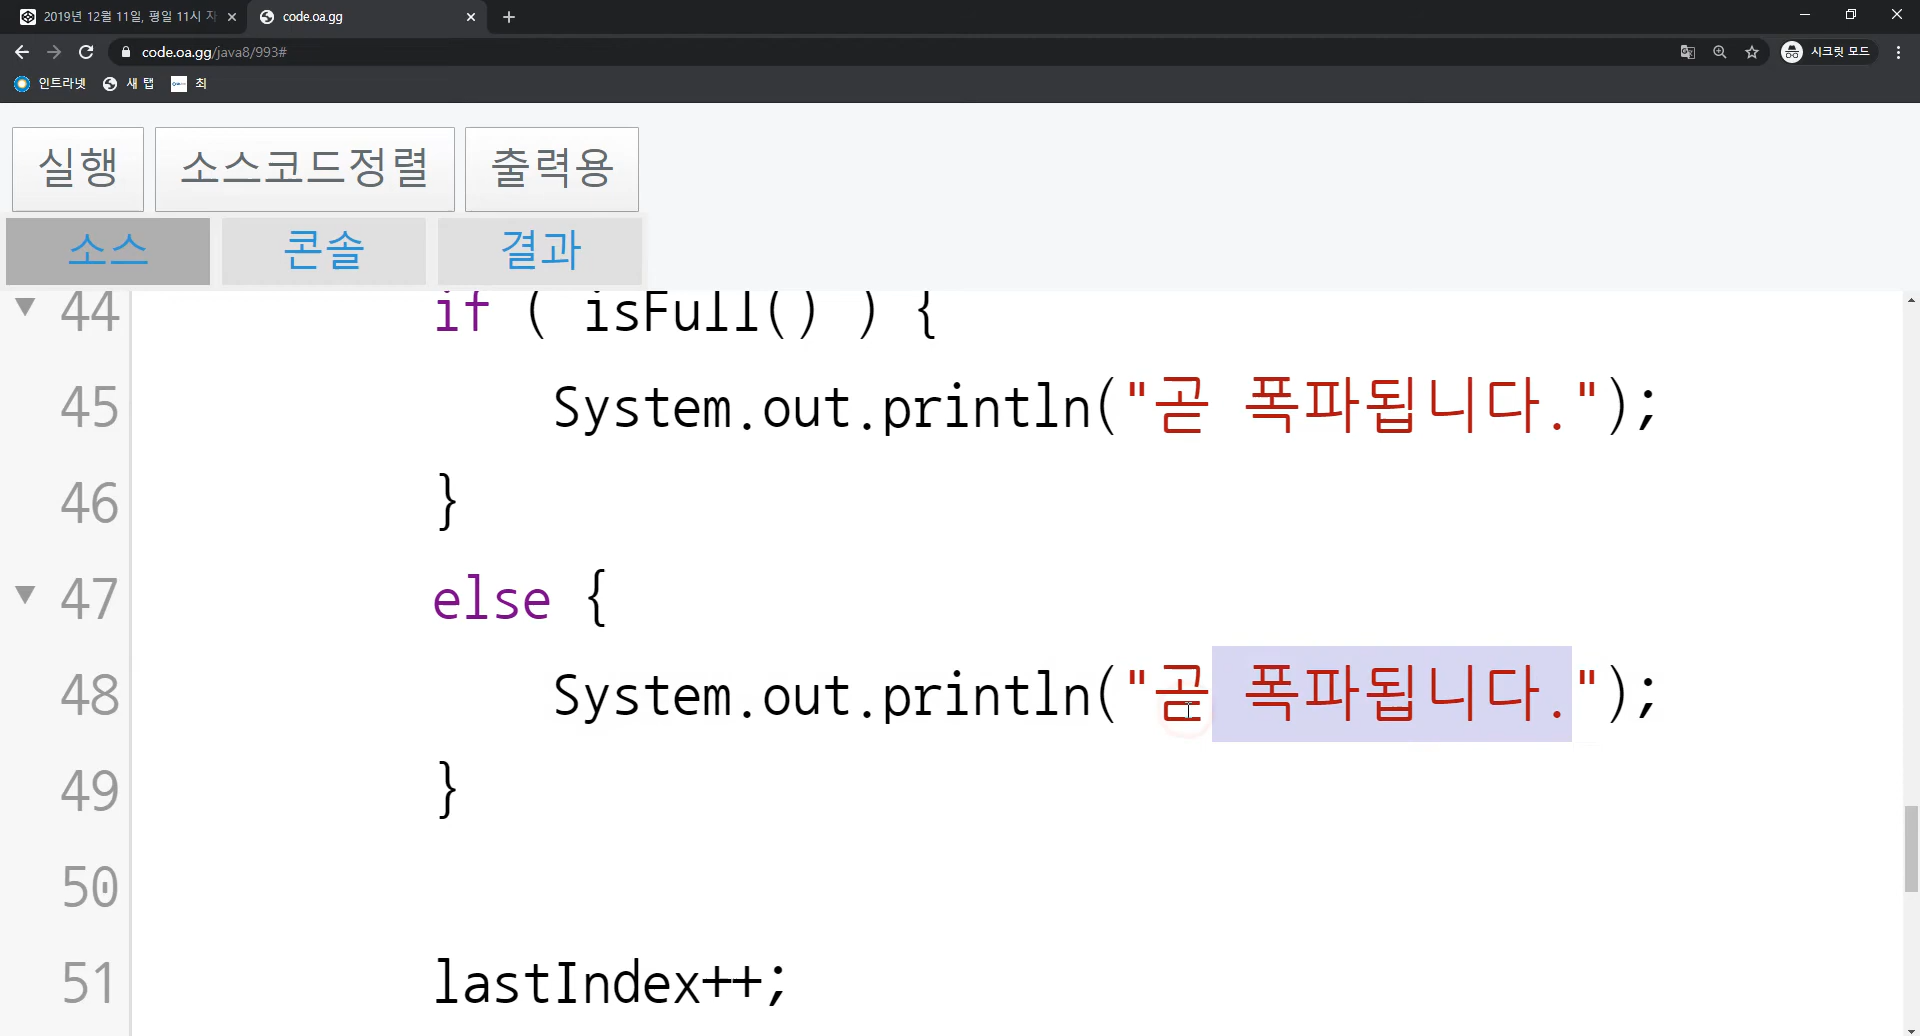 2019년 12월 11일, 평일 11시 자
code.oa.gg
code.oa.gg/java8/993#
시크릿 모드
인트라넷
새 탭
최
실행
소스코드정렬
출력용
소스
콘솔
결과
44 if ( isFull() ) {
45 System.out.println("곧 폭파됩니다.");
46 }
47 else {
48 System.out.println("곧 폭파됩니다.");
49 }
50
51 lastIndex++;